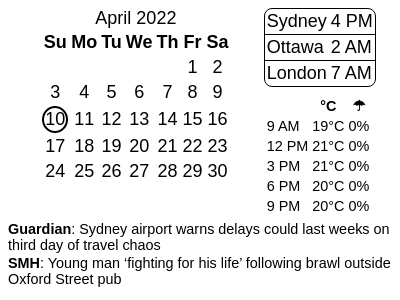 April 2022
Su Mo Tu We Th Fr Sa
1 2
3 4 5 6 7 8 9
10 11 12 13 14 15 16
17 18 19 20 21 22 23
24 25 26 27 28 29 30
Sydney 4 PM
Ottawa 2 AM
London 7 AM
°C ☂
9 AM 19°C 0%
12 PM 21°C 0%
3 PM 21°C 0%
6 PM 20°C 0%
9 PM 20°C 0%
Guardian: Sydney airport warns delays could last weeks on
third day of travel chaos
SMH: Young man ‘fighting for his life’ following brawl outside
Oxford Street pub